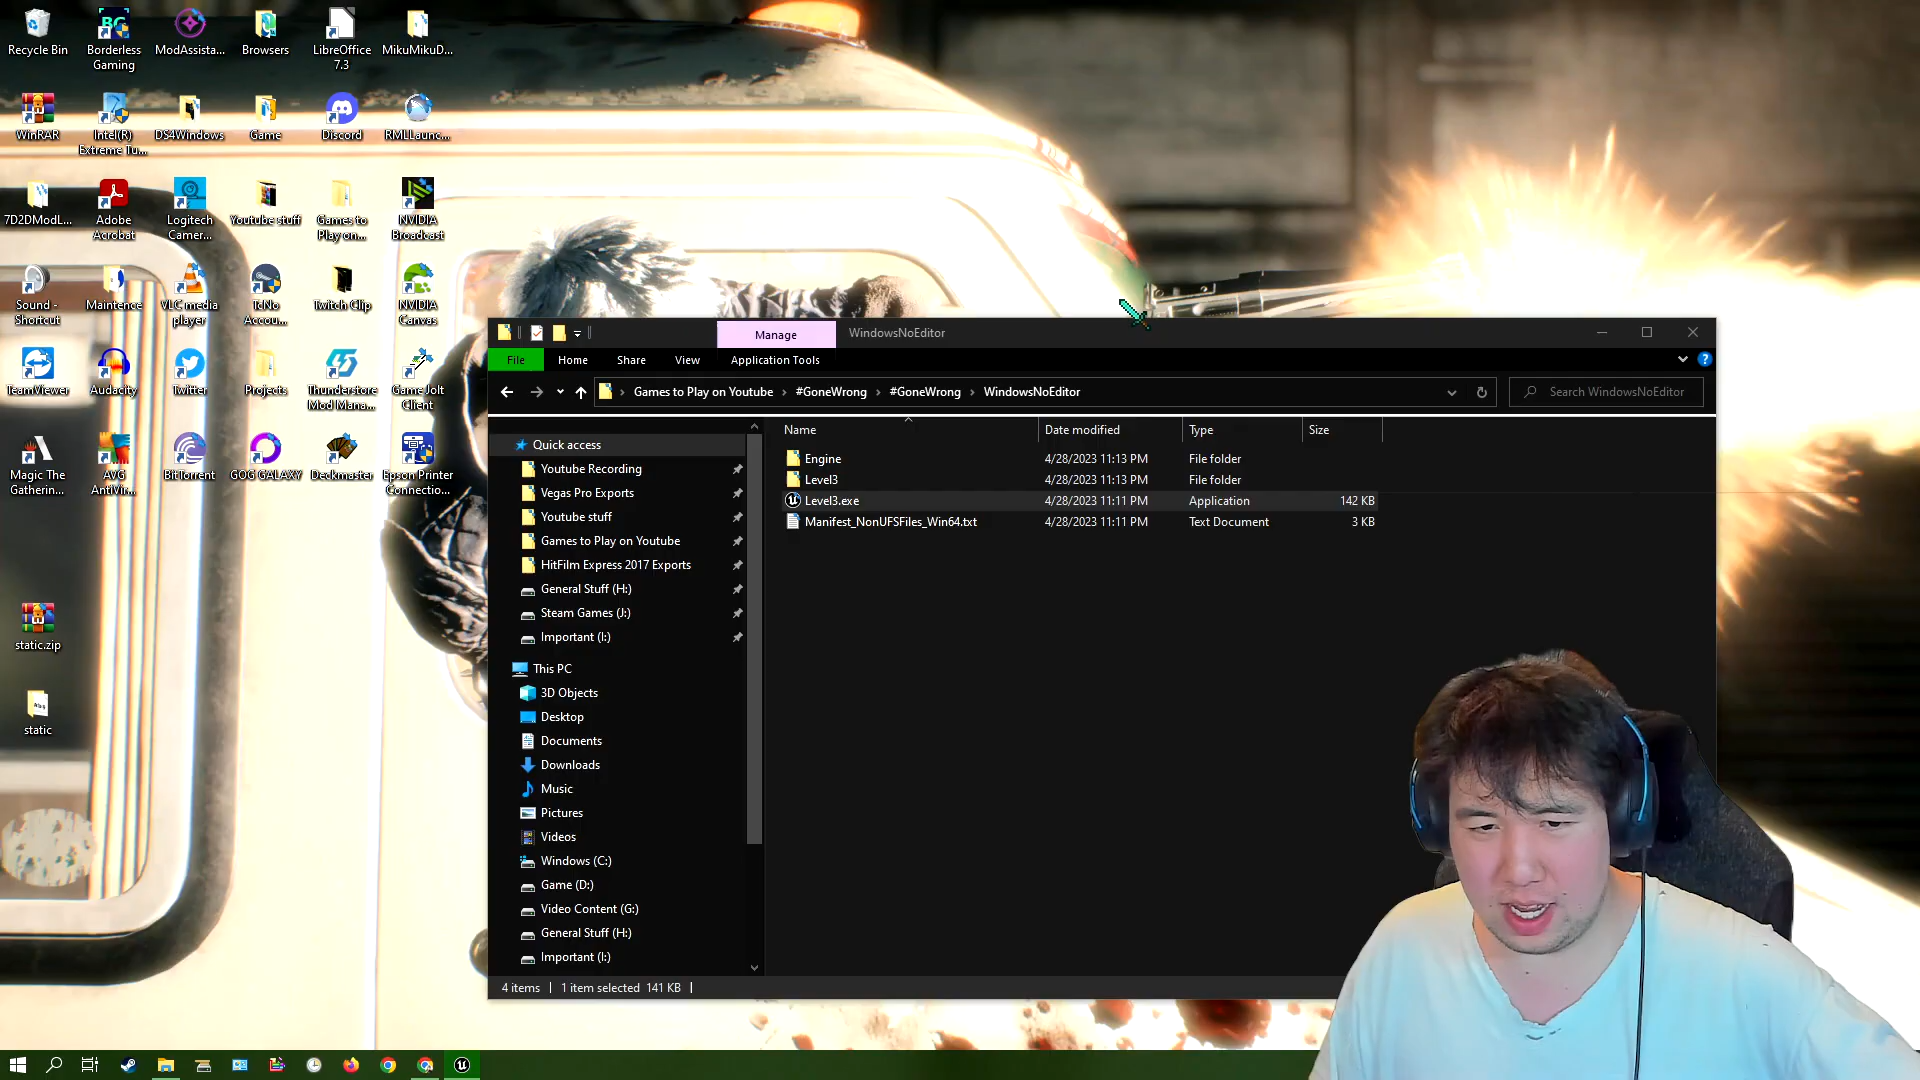 Recycle Bin
Borderless
Gaming
ModAssista...
Browsers
LibreOffice
7.3
MikuMikuD...
WinRAR
Intel(R)
Extreme Tu...
DS4Windows
Game
Discord
RMLLaunc...
7D2DModL...
Adobe
Acrobat
Logitech
Camer...
Youtube stuff
Games to
Play on...
NVIDIA
Broadcast
Sound -
Shortcut
Maintence
VLC media
player
TcNo
Accou...
Twitch Clip
NVIDIA
Canvas
TeamViewer
Audacity
Twitter
Projects
Thunderstore
Mod Mana...
Game Jolt
Client
Magic The
Gatherin...
AVG
AntiVir...
BitTorrent
GOG GALAXY
Deckmaster
Epson Printer
Connectio...
static.zip
static
Manage
WindowsNoEditor
File
Home
Share
View
Application Tools
Games to Play on Youtube > #GoneWrong > #GoneWrong > WindowsNoEditor
Search WindowsNoEditor
Name
Date modified
Type
Size
Engine 4/28/2023 11:13 PM File folder
Level3 4/28/2023 11:13 PM File folder
Level3.exe 4/28/2023 11:11 PM Application 142 KB
Manifest_NonUFSFiles_Win64.txt 4/28/2023 11:11 PM Text Document 3 KB
Quick access
Youtube Recording
Vegas Pro Exports
Youtube stuff
Games to Play on Youtube
HitFilm Express 2017 Exports
General Stuff (H:)
Steam Games (J:)
Important (I:)
This PC
3D Objects
Desktop
Documents
Downloads
Music
Pictures
Videos
Windows (C:)
Game (D:)
Video Content (G:)
General Stuff (H:)
Important (I:)
4 items | 1 item selected 141 KB |